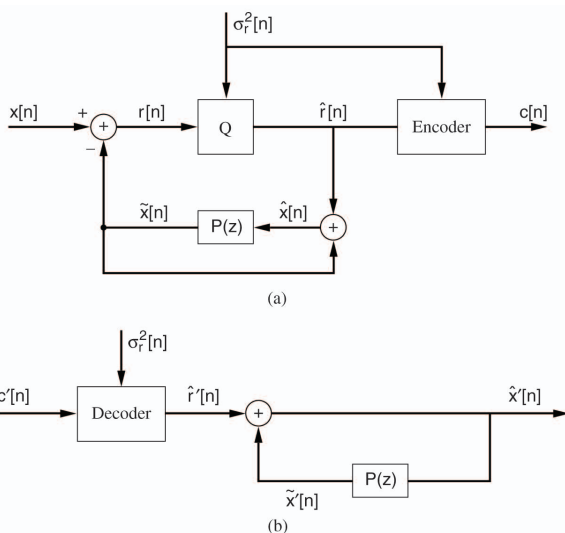 σ_r^2[n]
x[n] + r[n] Q r̂[n] Encoder c[n]
−
x̃[n] P(z) x̂[n] +
(a)
σ_r^2[n]
c′[n] Decoder r̂′[n] + x̂′[n]
x̃′[n] P(z)
(b)